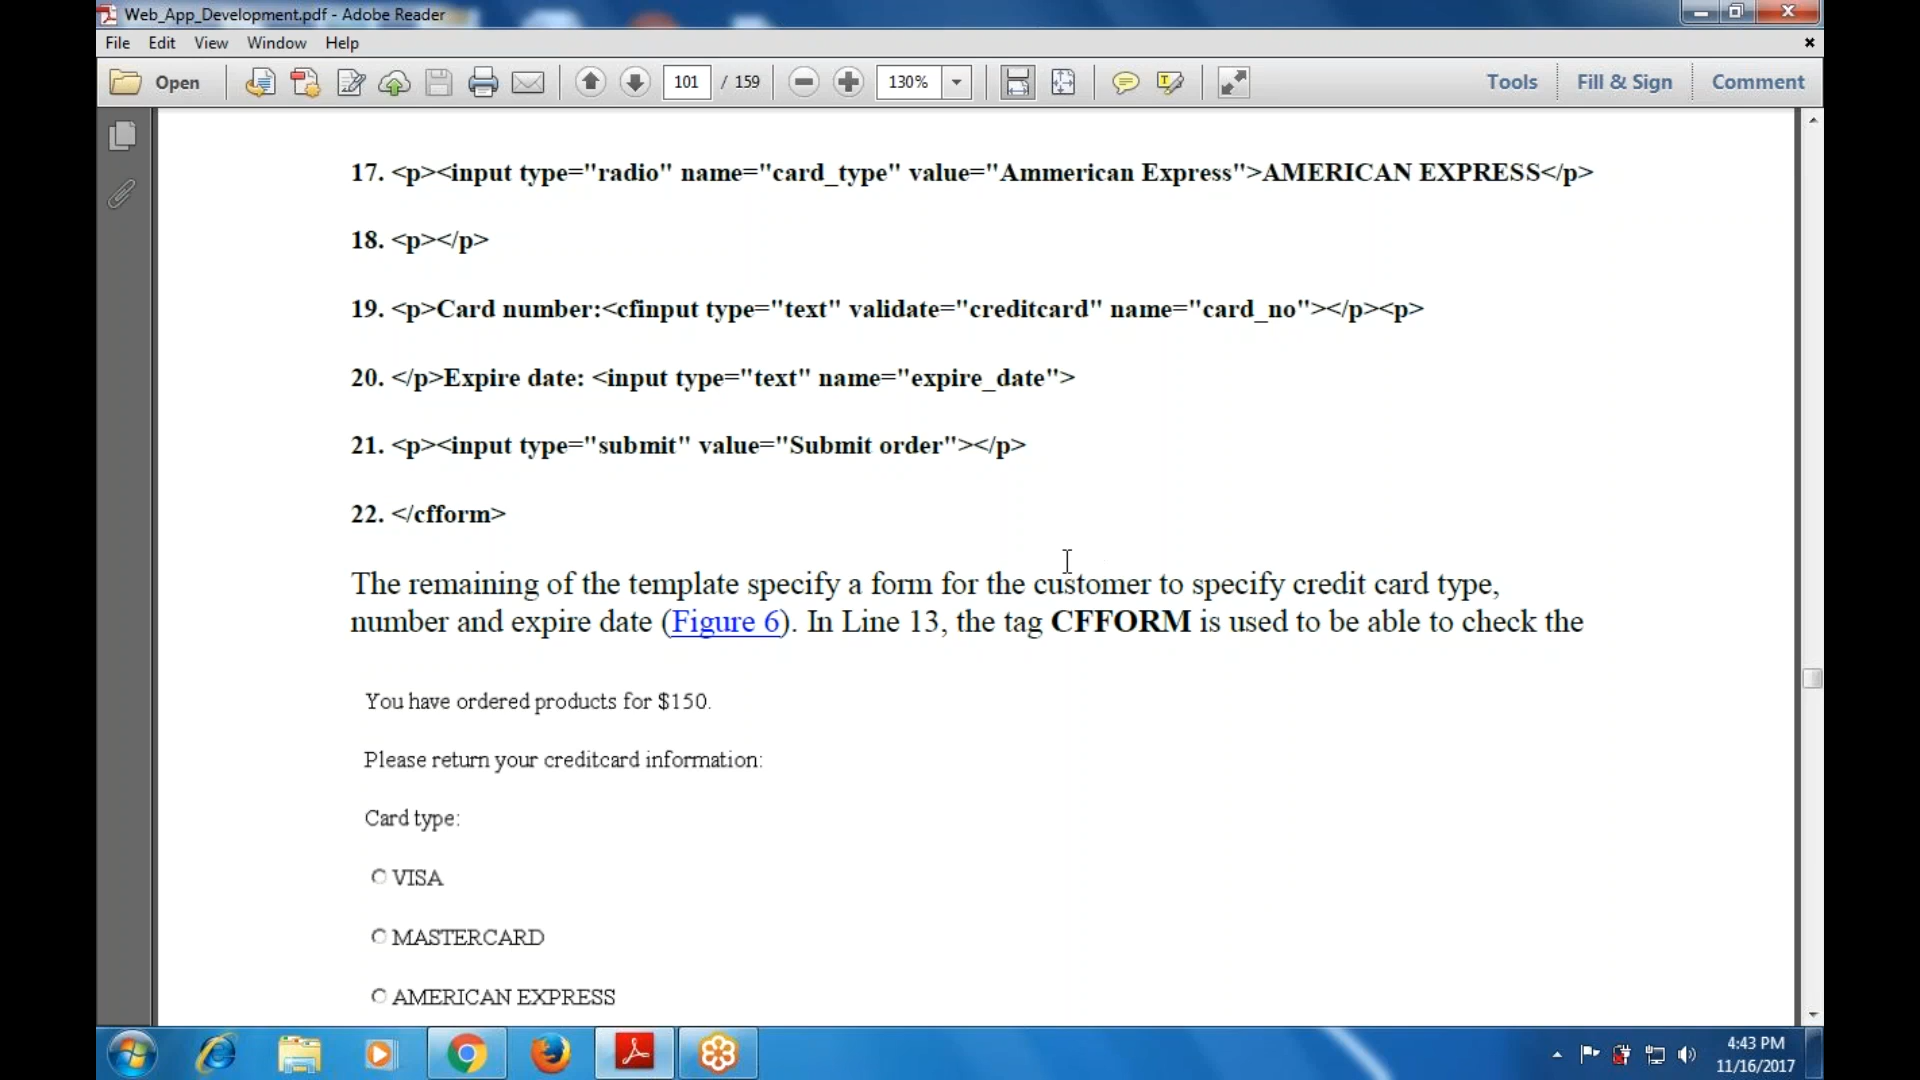 Web_App_Development.pdf - Adobe Reader
File Edit View Window Help
Open 101 / 159 130% Tools Fill & Sign Comment
17. <p><input type="radio" name="card_type" value="Ammerican Express">AMERICAN EXPRESS</p>
18. <p></p>
19. <p>Card number:<cfinput type="text" validate="creditcard" name="card_no"></p><p>
20. </p>Expire date: <input type="text" name="expire_date">
21. <p><input type="submit" value="Submit order"></p>
22. </cfform>
The remaining of the template specify a form for the customer to specify credit card type,
number and expire date (Figure 6). In Line 13, the tag CFFORM is used to be able to check the
You have ordered products for $150.
Please return your creditcard information:
Card type:
VISA
MASTERCARD
AMERICAN EXPRESS
4:43 PM
11/16/2017